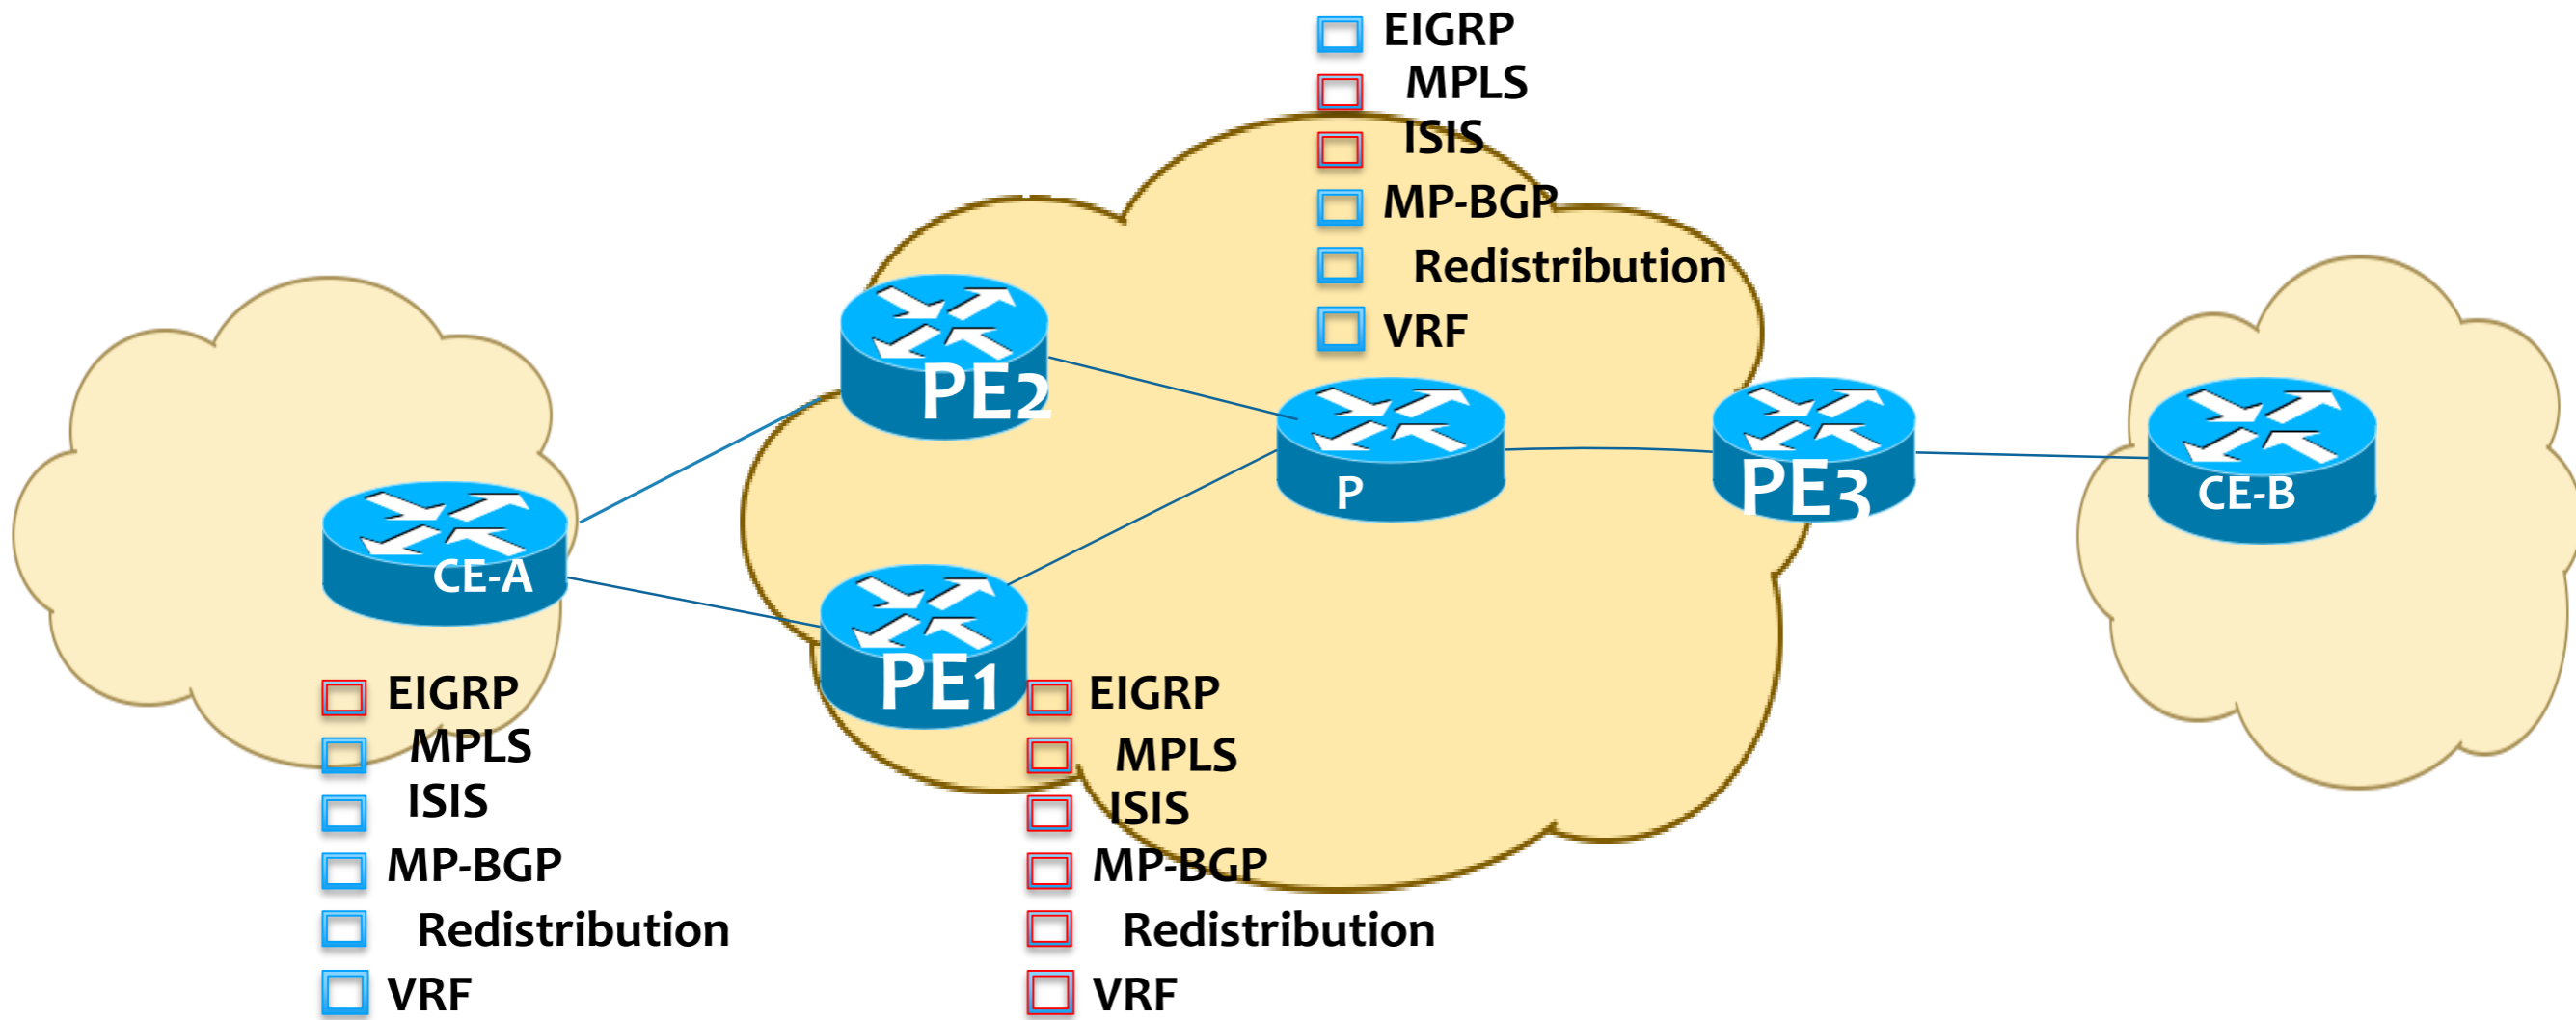 EIGRP
MPLS
ISIS
MP-BGP
Redistribution
VRF
PE2
P
PE3
CE-B
CE-A
PE1
EIGRP
MPLS
ISIS
MP-BGP
Redistribution
VRF
EIGRP
MPLS
ISIS
MP-BGP
Redistribution
VRF